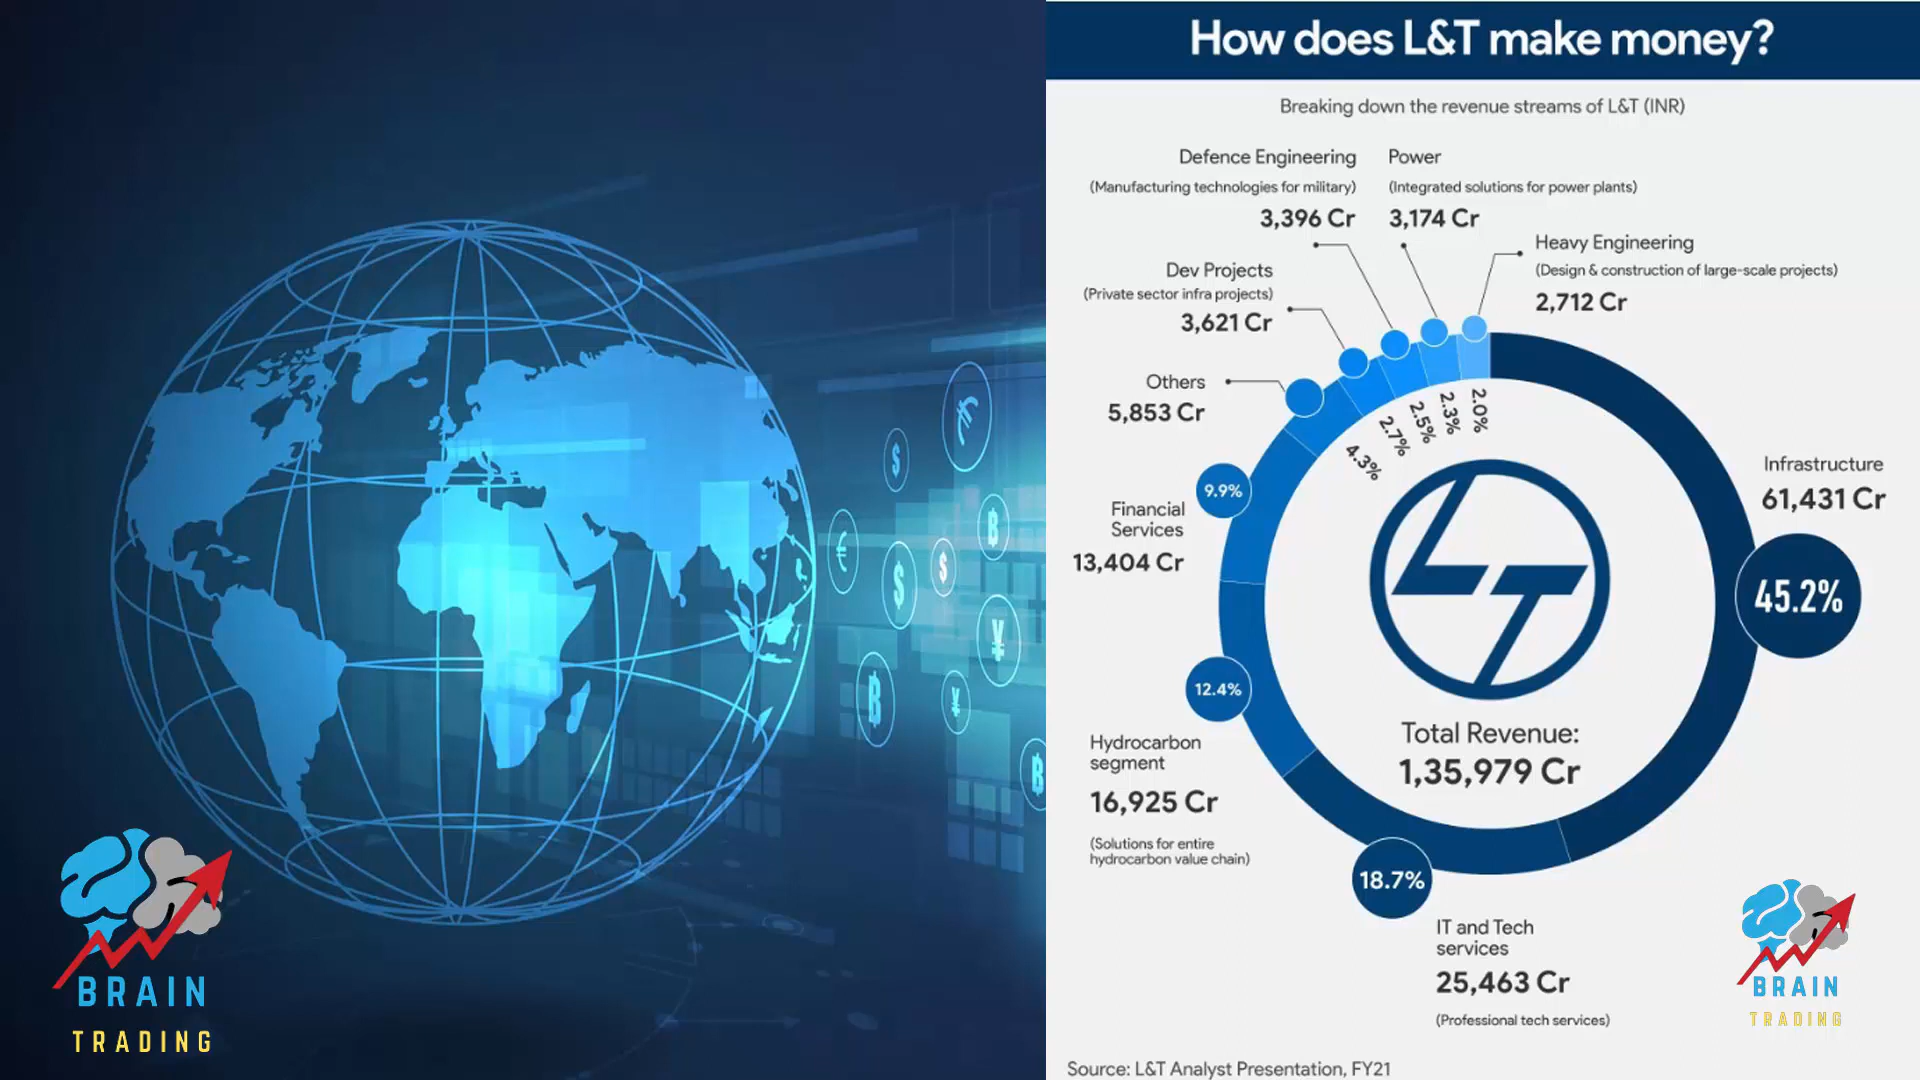 How does L&T make money?
Breaking down the revenue streams of L&T (INR)
Defence Engineering
(Manufacturing technologies for military)
3,396 Cr
Power
(Integrated solutions for power plants)
3,174 Cr
Heavy Engineering
(Design & construction of large-scale projects)
2,712 Cr
Dev Projects
(Private sector infra projects)
3,621 Cr
Others
5,853 Cr
4.3%
2.7%
2.5%
2.3%
2.0%
Infrastructure
61,431 Cr
45.2%
9.9%
Financial
Services
13,404 Cr
12.4%
Hydrocarbon
segment
16,925 Cr
(Solutions for entire
hydrocarbon value chain)
LT
Total Revenue:
1,35,979 Cr
18.7%
IT and Tech
services
25,463 Cr
(Professional tech services)
Source: L&T Analyst Presentation, FY21
BRAIN
TRADING
BRAIN
TRADING